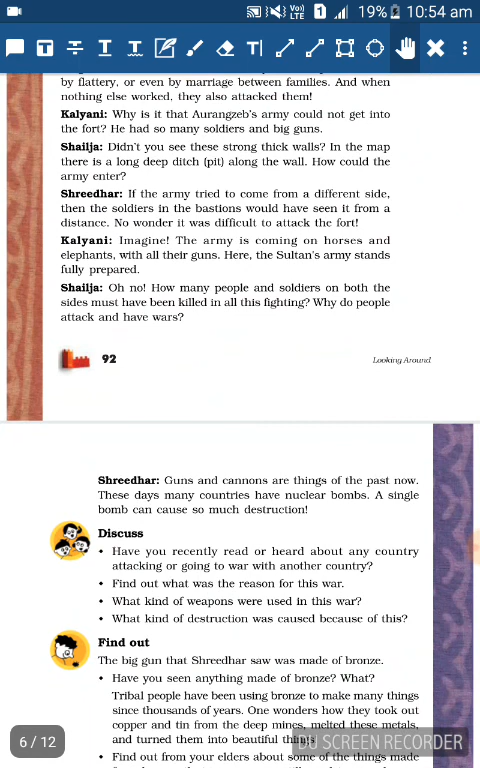 Vo))
LTE
1
19%
10:54 am
by flattery, or even by marriage between families. And when
nothing else worked, they also attacked them!
Kalyani: Why is it that Aurangzeb's army could not get into
the fort? He had so many soldiers and big guns.
Shailja: Didn't you see these strong thick walls? In the map
there is a long deep ditch (pit) along the wall. How could the
army enter?
Shreedhar: If the army tried to come from a different side,
then the soldiers in the bastions would have seen it from a
distance. No wonder it was difficult to attack the fort!
Kalyani: Imagine! The army is coming on horses and
elephants, with all their guns. Here, the Sultan's army stands
fully prepared.
Shailja: Oh no! How many people and soldiers on both the
sides must have been killed in all this fighting? Why do people
attack and have wars?
92
Looking Around
Shreedhar: Guns and cannons are things of the past now.
These days many countries have nuclear bombs. A single
bomb can cause so much destruction!
Discuss
• Have you recently read or heard about any country
attacking or going to war with another country?
• Find out what was the reason for this war.
• What kind of weapons were used in this war?
• What kind of destruction was caused because of this?
Find out
The big gun that Shreedhar saw was made of bronze.
• Have you seen anything made of bronze? What?
Tribal people have been using bronze to make many things
since thousands of years. One wonders how they took out
copper and tin from the deep mines, melted these metals,
and turned them into beautiful things!
• Find out from your elders about some of the things made
6 / 12
DU SCREEN RECORDER